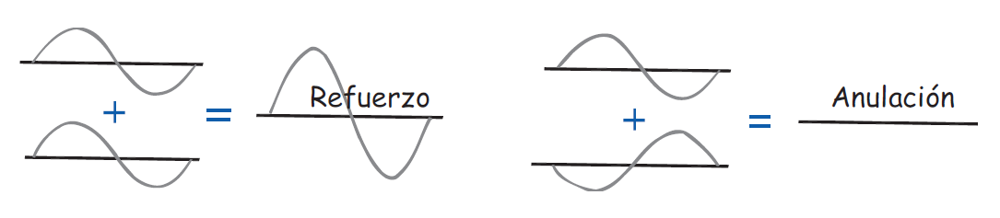 +
=
Refuerzo
+
=
Anulación